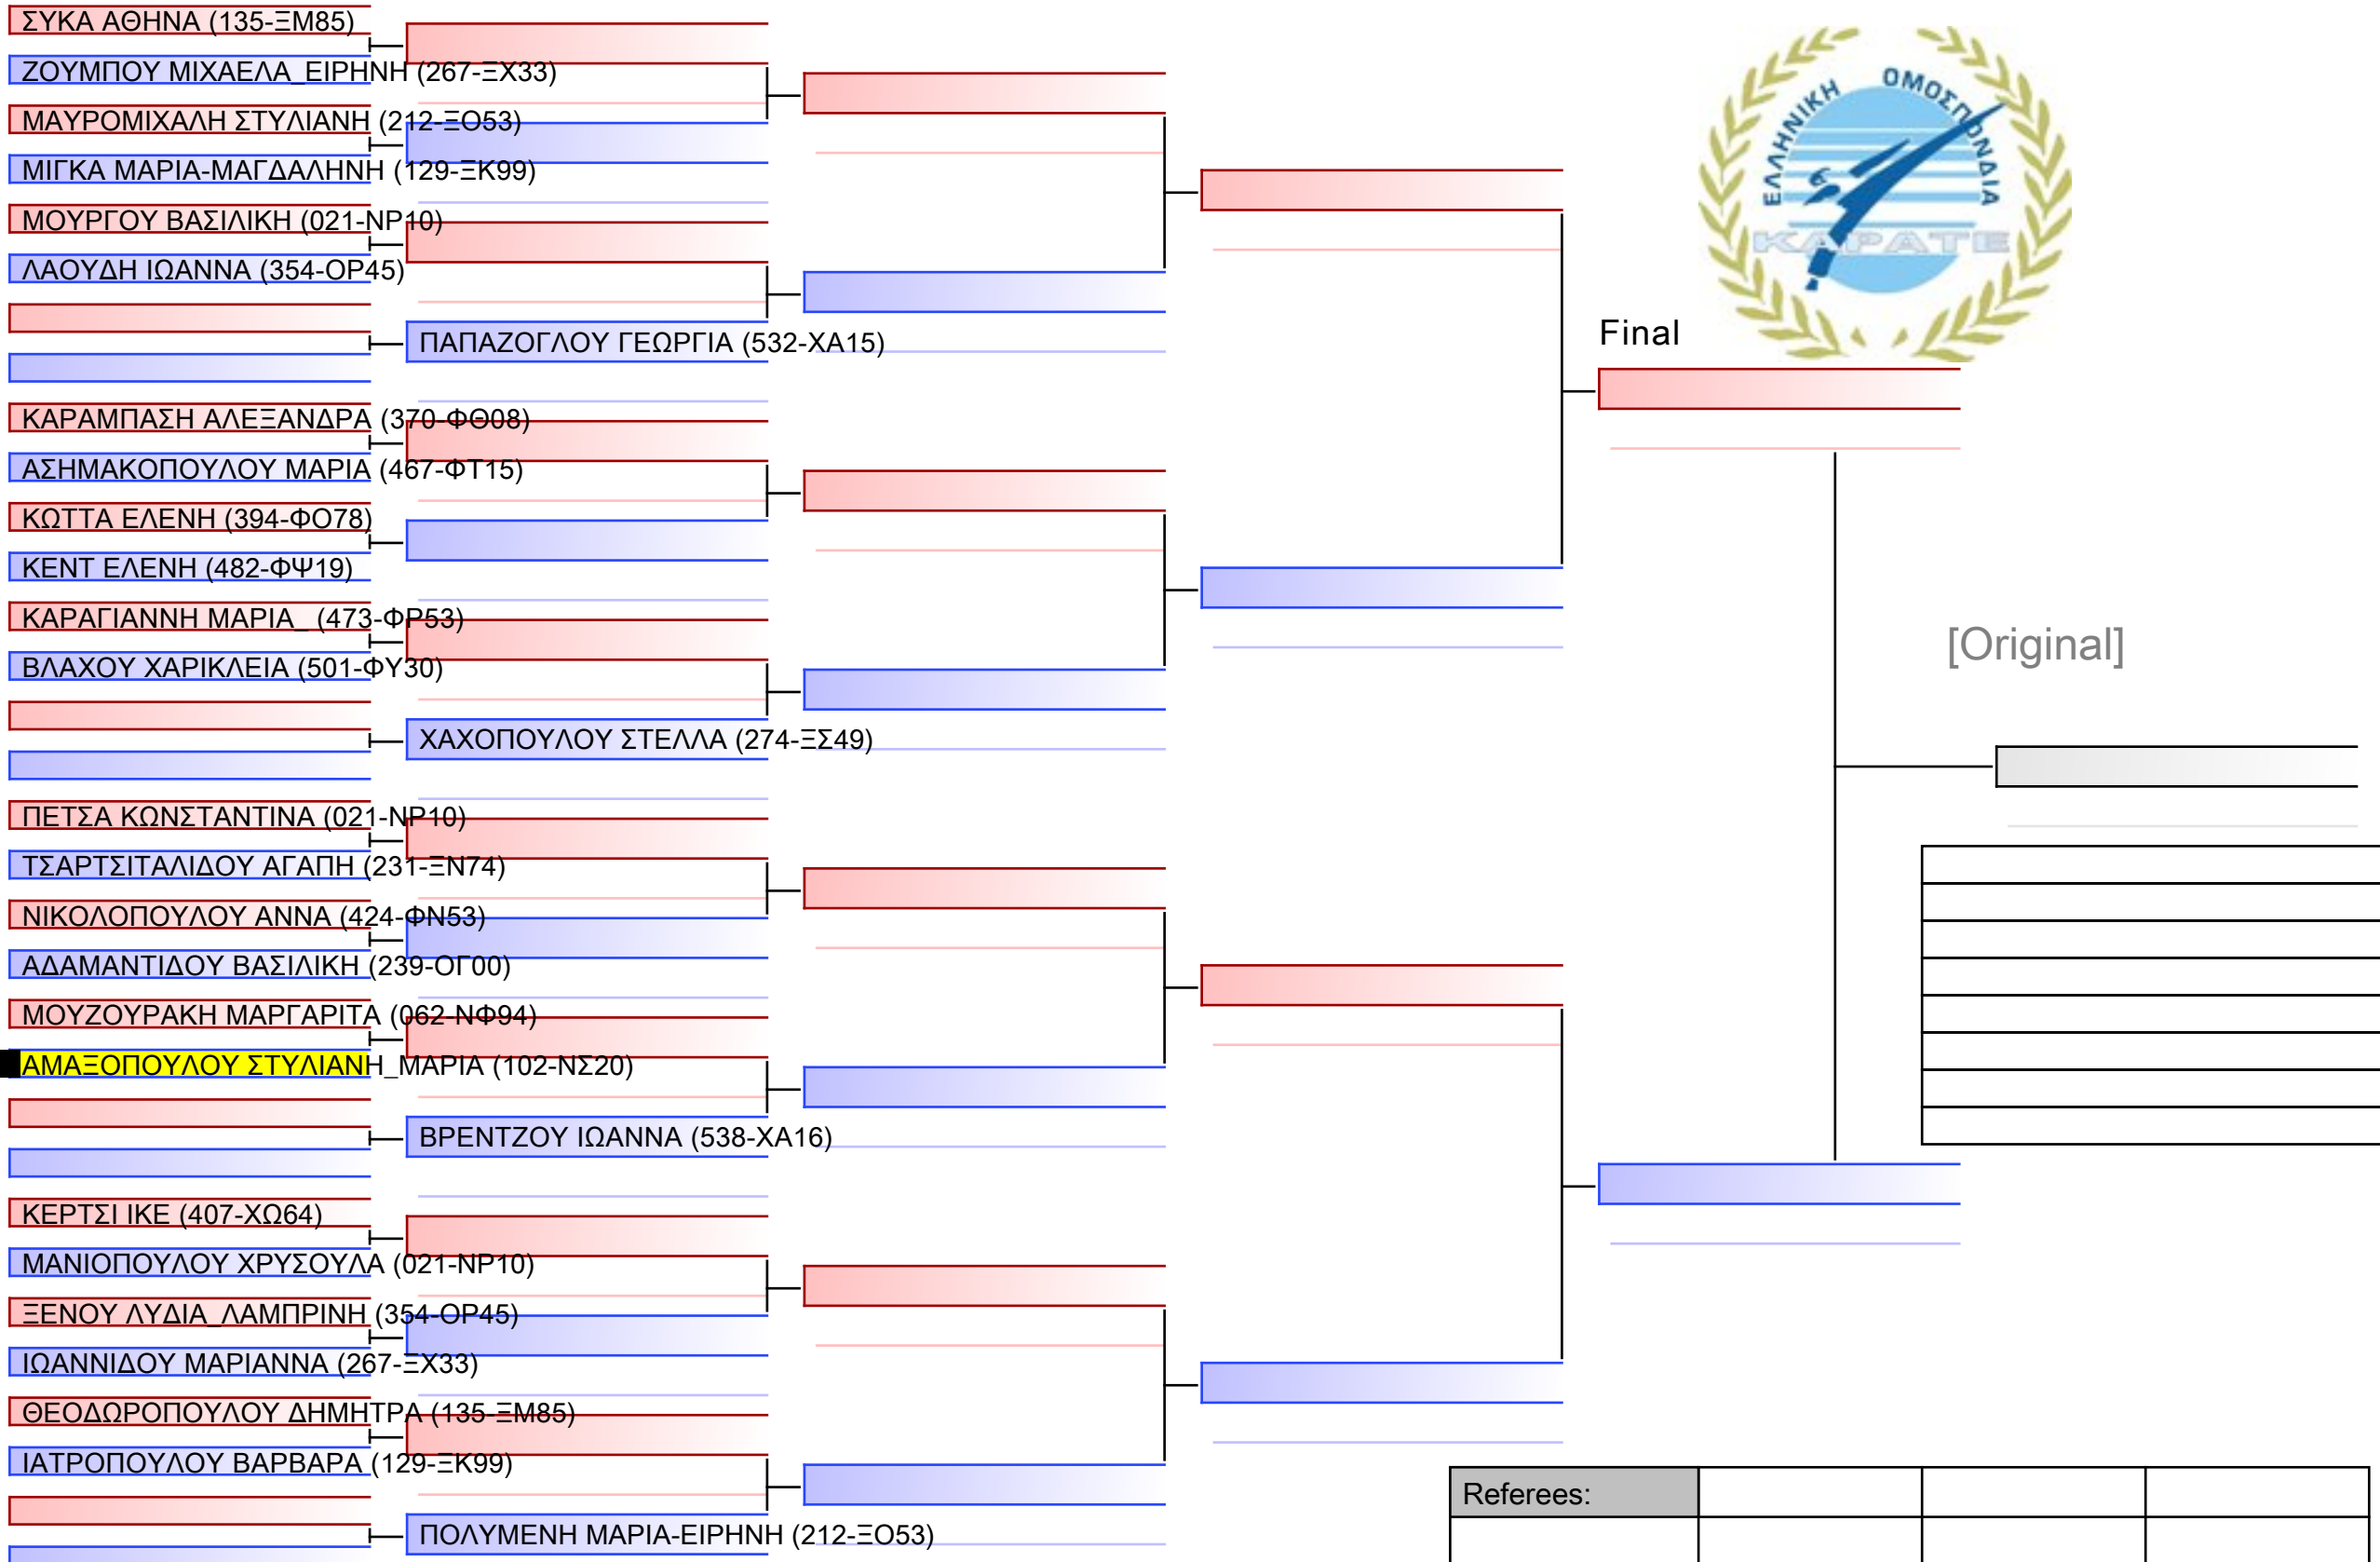 ΣΥΚΑ ΑΘΗΝΑ (135-ΞΜ85)
ΖΟΥΜΠΟΥ ΜΙΧΑΕΛΑ_ΕΙΡΗΝΗ (267-ΞΧ33)
ΜΑΥΡΟΜΙΧΑΛΗ ΣΤΥΛΙΑΝΗ (212-ΞΟ53)
ΜΙΓΚΑ ΜΑΡΙΑ-ΜΑΓΔΑΛΗΝΗ (129-ΞΚ99)
ΜΟΥΡΓΟΥ ΒΑΣΙΛΙΚΗ (021-ΝΡ10)
ΛΑΟΥΔΗ ΙΩΑΝΝΑ (354-ΟΡ45)
ΠΑΠΑΖΟΓΛΟΥ ΓΕΩΡΓΙΑ (532-ΧΑ15)
ΚΑΡΑΜΠΑΣΗ ΑΛΕΞΑΝΔΡΑ (370-ΦΘ08)
ΑΣΗΜΑΚΟΠΟΥΛΟΥ ΜΑΡΙΑ (467-ΦΤ15)
ΚΩΤΤΑ ΕΛΕΝΗ (394-ΦΟ78)
ΚΕΝΤ ΕΛΕΝΗ (482-ΦΨ19)
ΚΑΡΑΓΙΑΝΝΗ ΜΑΡΙΑ_ (473-ΦΡ53)
ΒΛΑΧΟΥ ΧΑΡΙΚΛΕΙΑ (501-ΦΥ30)
ΧΑΧΟΠΟΥΛΟΥ ΣΤΕΛΛΑ (274-ΞΣ49)
ΠΕΤΣΑ ΚΩΝΣΤΑΝΤΙΝΑ (021-ΝΡ10)
ΤΣΑΡΤΣΙΤΑΛΙΔΟΥ ΑΓΑΠΗ (231-ΞΝ74)
ΝΙΚΟΛΟΠΟΥΛΟΥ ΑΝΝΑ (424-ΦΝ53)
ΑΔΑΜΑΝΤΙΔΟΥ ΒΑΣΙΛΙΚΗ (239-ΟΓ00)
ΜΟΥΖΟΥΡΑΚΗ ΜΑΡΓΑΡΙΤΑ (062-ΝΦ94)
ΑΜΑΞΟΠΟΥΛΟΥ ΣΤΥΛΙΑΝΗ_ΜΑΡΙΑ (102-ΝΣ20)
ΒΡΕΝΤΖΟΥ ΙΩΑΝΝΑ (538-ΧΑ16)
ΚΕΡΤΣΙ ΙΚΕ (407-ΧΩ64)
ΜΑΝΙΟΠΟΥΛΟΥ ΧΡΥΣΟΥΛΑ (021-ΝΡ10)
ΞΕΝΟΥ ΛΥΔΙΑ_ΛΑΜΠΡΙΝΗ (354-ΟΡ45)
ΙΩΑΝΝΙΔΟΥ ΜΑΡΙΑΝΝΑ (267-ΞΧ33)
ΘΕΟΔΩΡΟΠΟΥΛΟΥ ΔΗΜΗΤΡΑ (135-ΞΜ85)
ΙΑΤΡΟΠΟΥΛΟΥ ΒΑΡΒΑΡΑ (129-ΞΚ99)
ΠΟΛΥΜΕΝΗ ΜΑΡΙΑ-ΕΙΡΗΝΗ (212-ΞΟ53)
ΕΛΛΗΝΙΚΗ ΟΜΟΣΠΟΝΔΙΑ
ΚΑΡΑΤΕ
Final
[Original]
Referees: